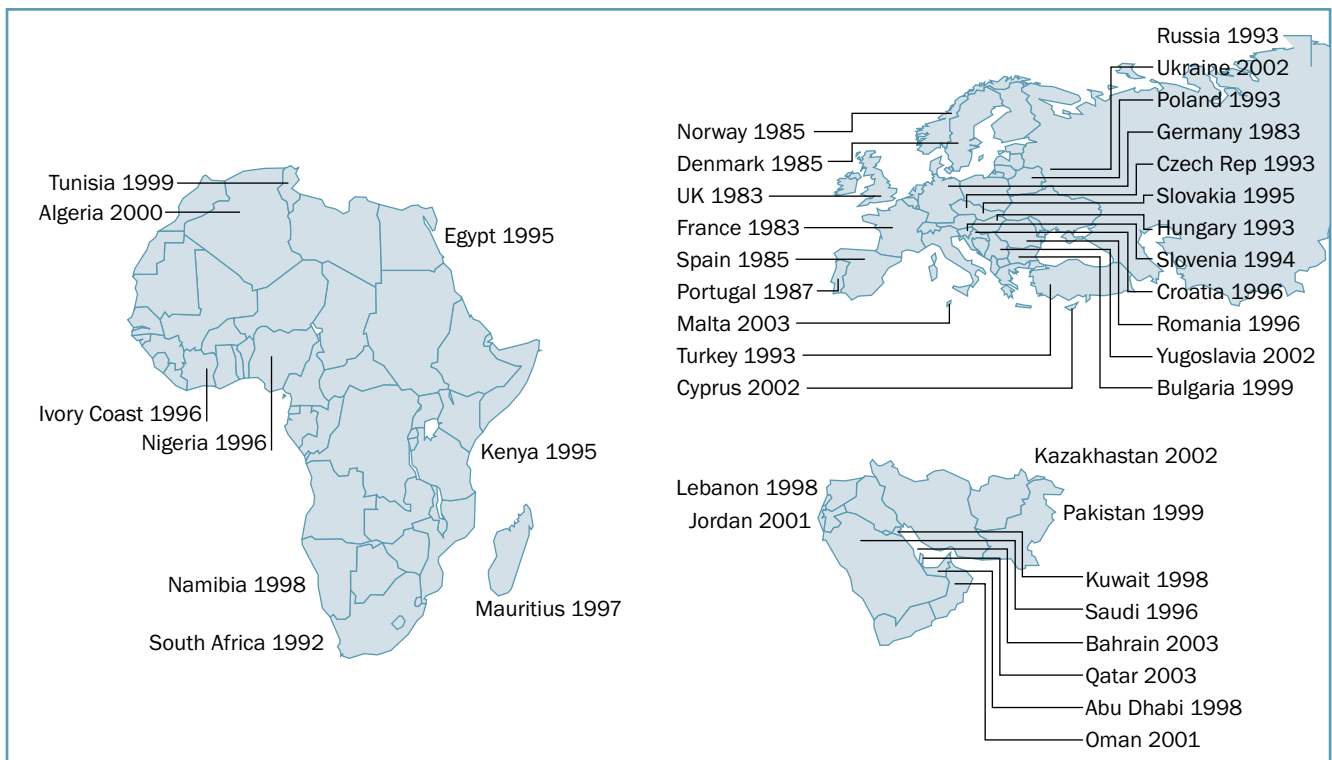 Tunisia 1999
Algeria 2000
Egypt 1995
Ivory Coast 1996
Nigeria 1996
Kenya 1995
Namibia 1998
Mauritius 1997
South Africa 1992
Norway 1985
Denmark 1985
UK 1983
France 1983
Spain 1985
Portugal 1987
Malta 2003
Turkey 1993
Cyprus 2002
Russia 1993
Ukraine 2002
Poland 1993
Germany 1983
Czech Rep 1993
Slovakia 1995
Hungary 1993
Slovenia 1994
Croatia 1996
Romania 1996
Yugoslavia 2002
Bulgaria 1999
Kazakhastan 2002
Lebanon 1998
Jordan 2001
Pakistan 1999
Kuwait 1998
Saudi 1996
Bahrain 2003
Qatar 2003
Abu Dhabi 1998
Oman 2001